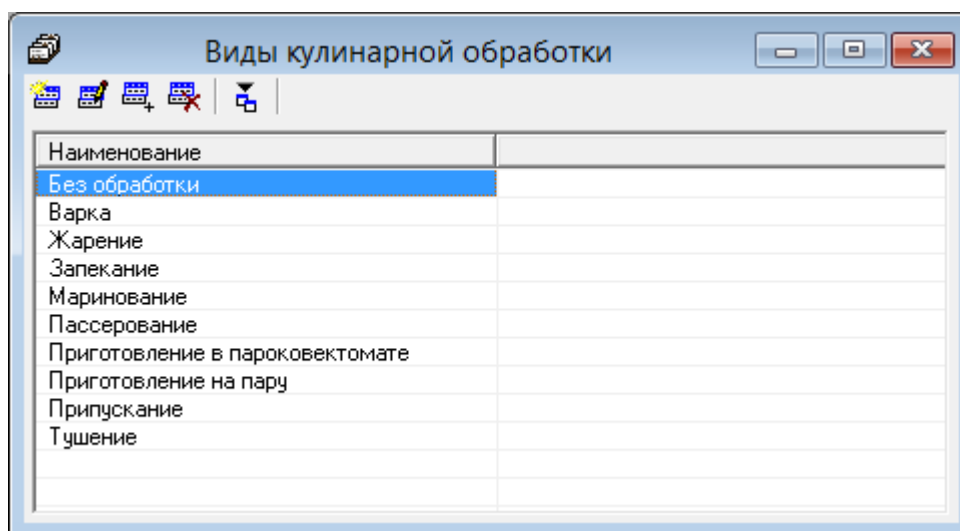 Виды кулинарной обработки
Наименование
Без обработки
Варка
Жарение
Запекание
Маринование
Пассерование
Приготовление в пароковектомате
Приготовление на пару
Припускание
Тушение